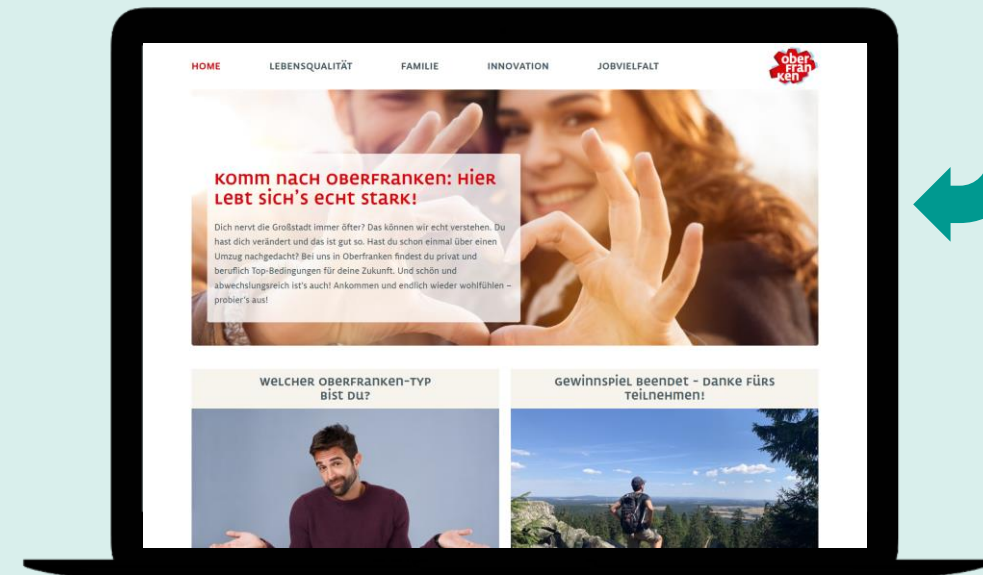 HOME LEBENSQUALITÄT FAMILIE INNOVATION JOBVIELFALT
ober
Fran
Ken
Komm nach Oberfranken: Hier
lebt sich's echt stark!
Dich nervt die Großstadt immer öfter? Das können wir echt verstehen. Du
hast dich verändert und das ist gut so. Hast du schon einmal über einen
Umzug nachgedacht? Bei uns in Oberfranken findest du privat und
beruflich Top-Bedingungen für deine Zukunft. Und schön und
abwechslungsreich ist's auch! Ankommen und endlich wieder wohlfühlen –
probier's aus!
Welcher Oberfranken-Typ
bist du?
Gewinnspiel beendet - Danke fürs
Teilnehmen!